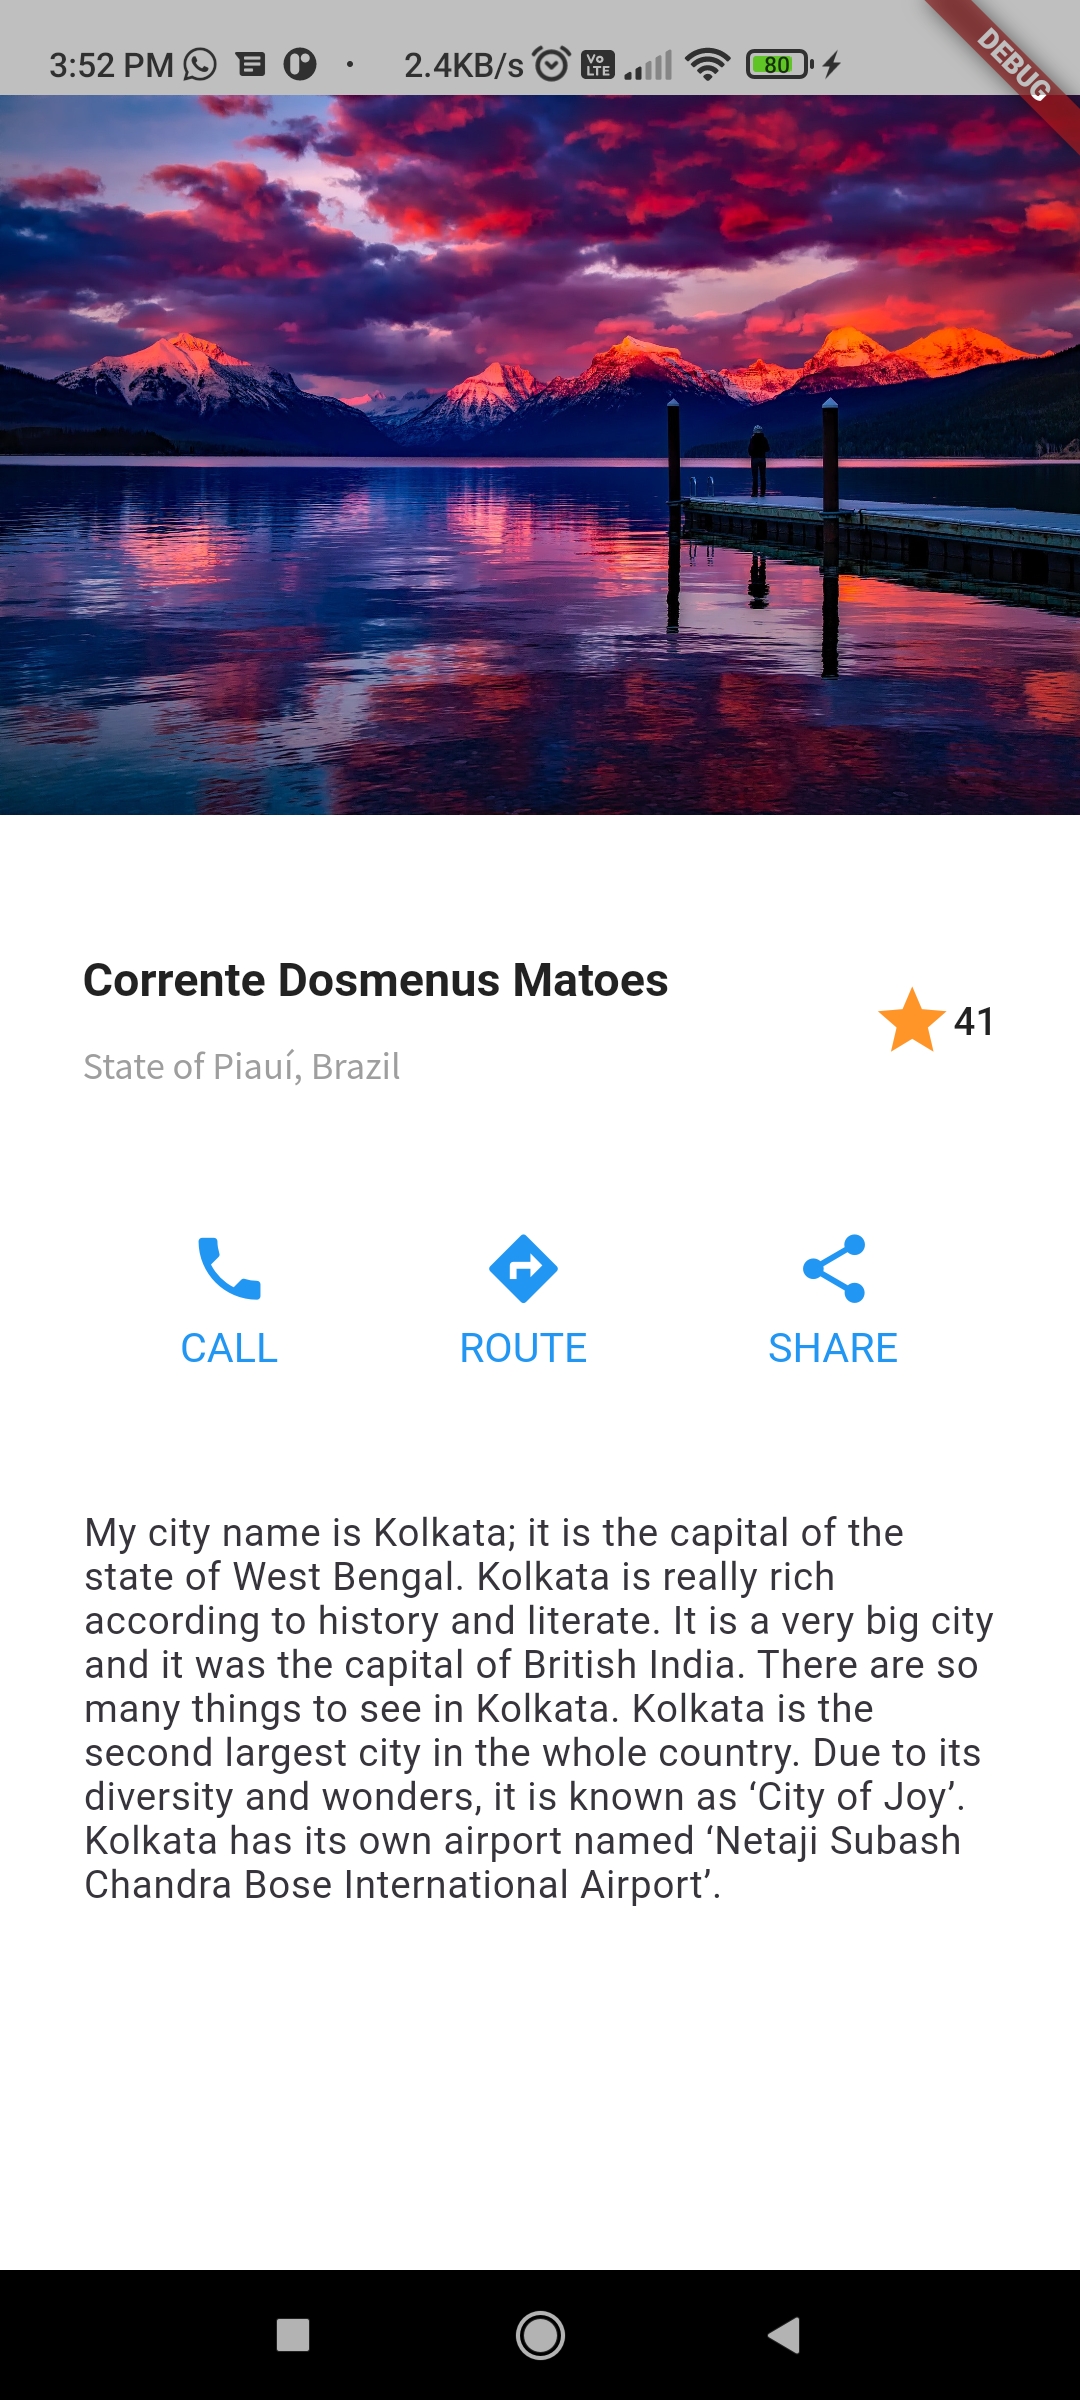 3:52 PM
2.4KB/s
Vo
LTE
80
DEBUG
Corrente Dosmenus Matoes
State of Piauí, Brazil
41
CALL
ROUTE
SHARE
My city name is Kolkata; it is the capital of the
state of West Bengal. Kolkata is really rich
according to history and literate. It is a very big city
and it was the capital of British India. There are so
many things to see in Kolkata. Kolkata is the
second largest city in the whole country. Due to its
diversity and wonders, it is known as ‘City of Joy’.
Kolkata has its own airport named ‘Netaji Subash
Chandra Bose International Airport’.